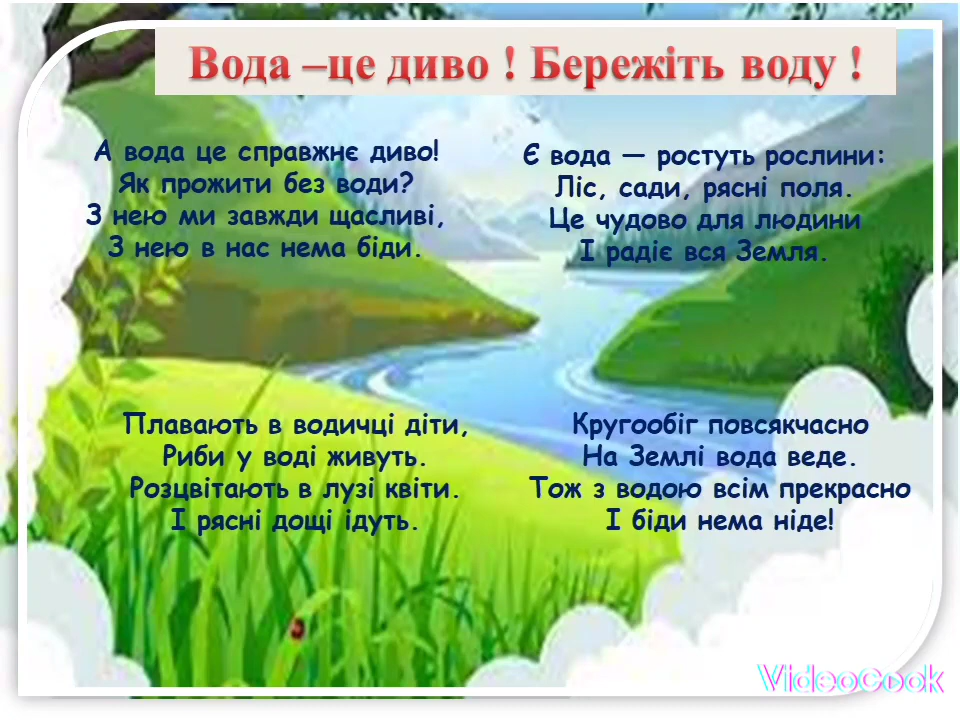 Вода –це диво ! Бережіть воду !
А вода це справжнє диво!
Як прожити без води?
З нею ми завжди щасливі,
З нею в нас нема біди.
Є вода — ростуть рослини:
Ліс, сади, рясні поля.
Це чудово для людини
І радіє вся Земля.
Плавають в водичці діти,
Риби у воді живуть.
Розцвітають в лузі квіти.
І рясні дощі ідуть.
Кругообіг повсякчасно
На Землі вода веде.
Тож з водою всім прекрасно
І біди нема ніде!
VideoCook